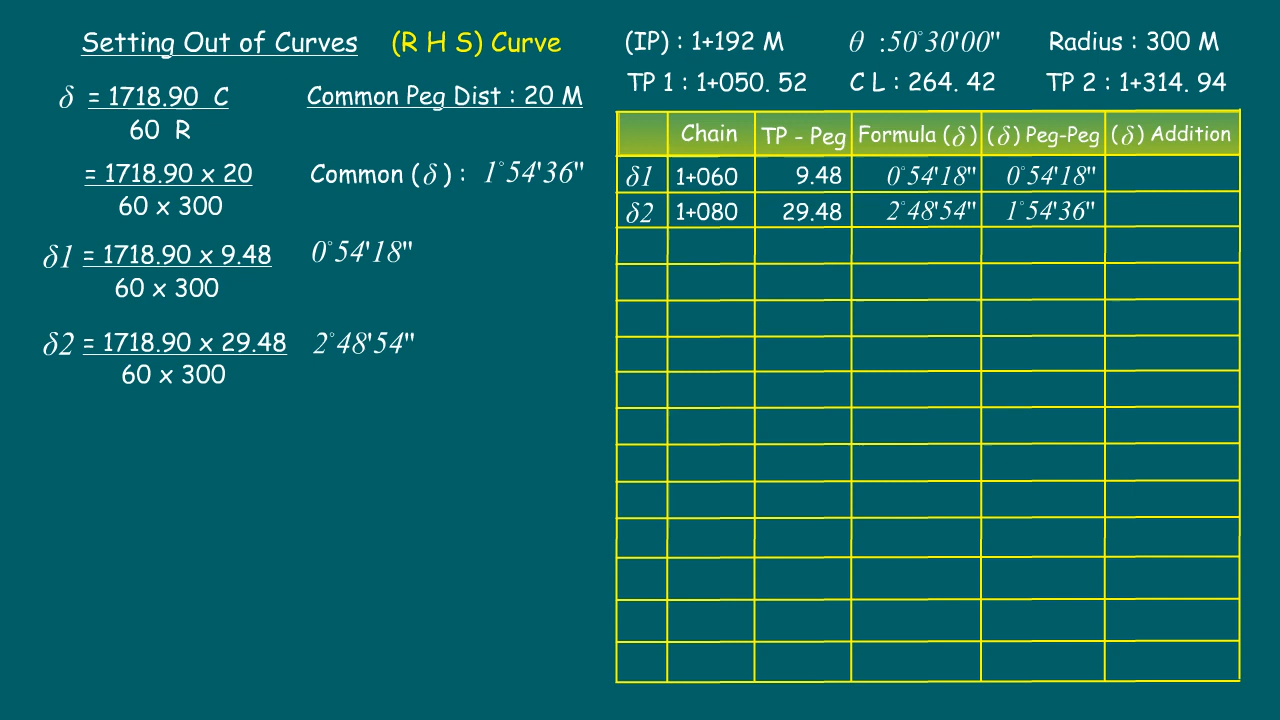 Setting Out of Curves (R H S) Curve
δ = 1718.90 C
60 R
Common Peg Dist : 20 M
= 1718.90 x 20
60 x 300
Common ( δ ) : 1°54'36"
δ1 = 1718.90 x 9.48
60 x 300
0°54'18"
δ2 = 1718.90 x 29.48
60 x 300
2°48'54"
(IP) : 1+192 M θ :50°30'00" Radius : 300 M
TP 1 : 1+050. 52 C L : 264. 42 TP 2 : 1+314. 94
Chain TP - Peg Formula ( δ ) ( δ ) Peg-Peg ( δ ) Addition
δ1 1+060 9.48 0°54'18" 0°54'18"
δ2 1+080 29.48 2°48'54" 1°54'36"